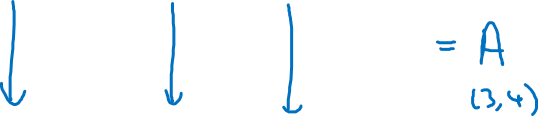 ↓ ↓ ↓ = A
(3,4)